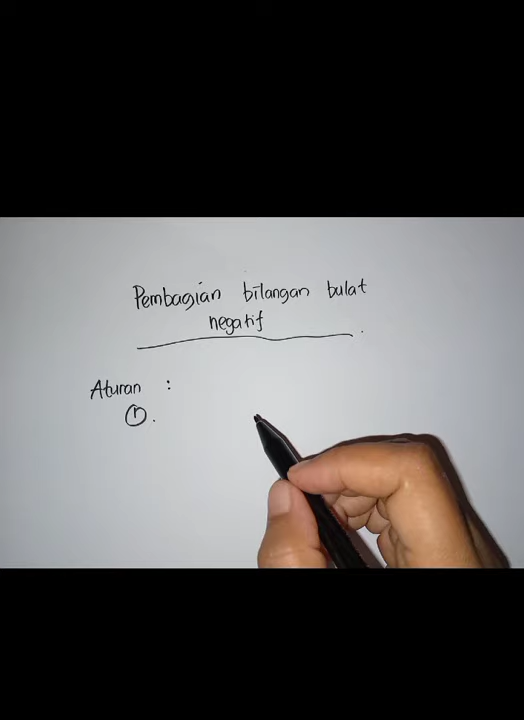 Pembagian bilangan bulat
negatif
Aturan :
①.